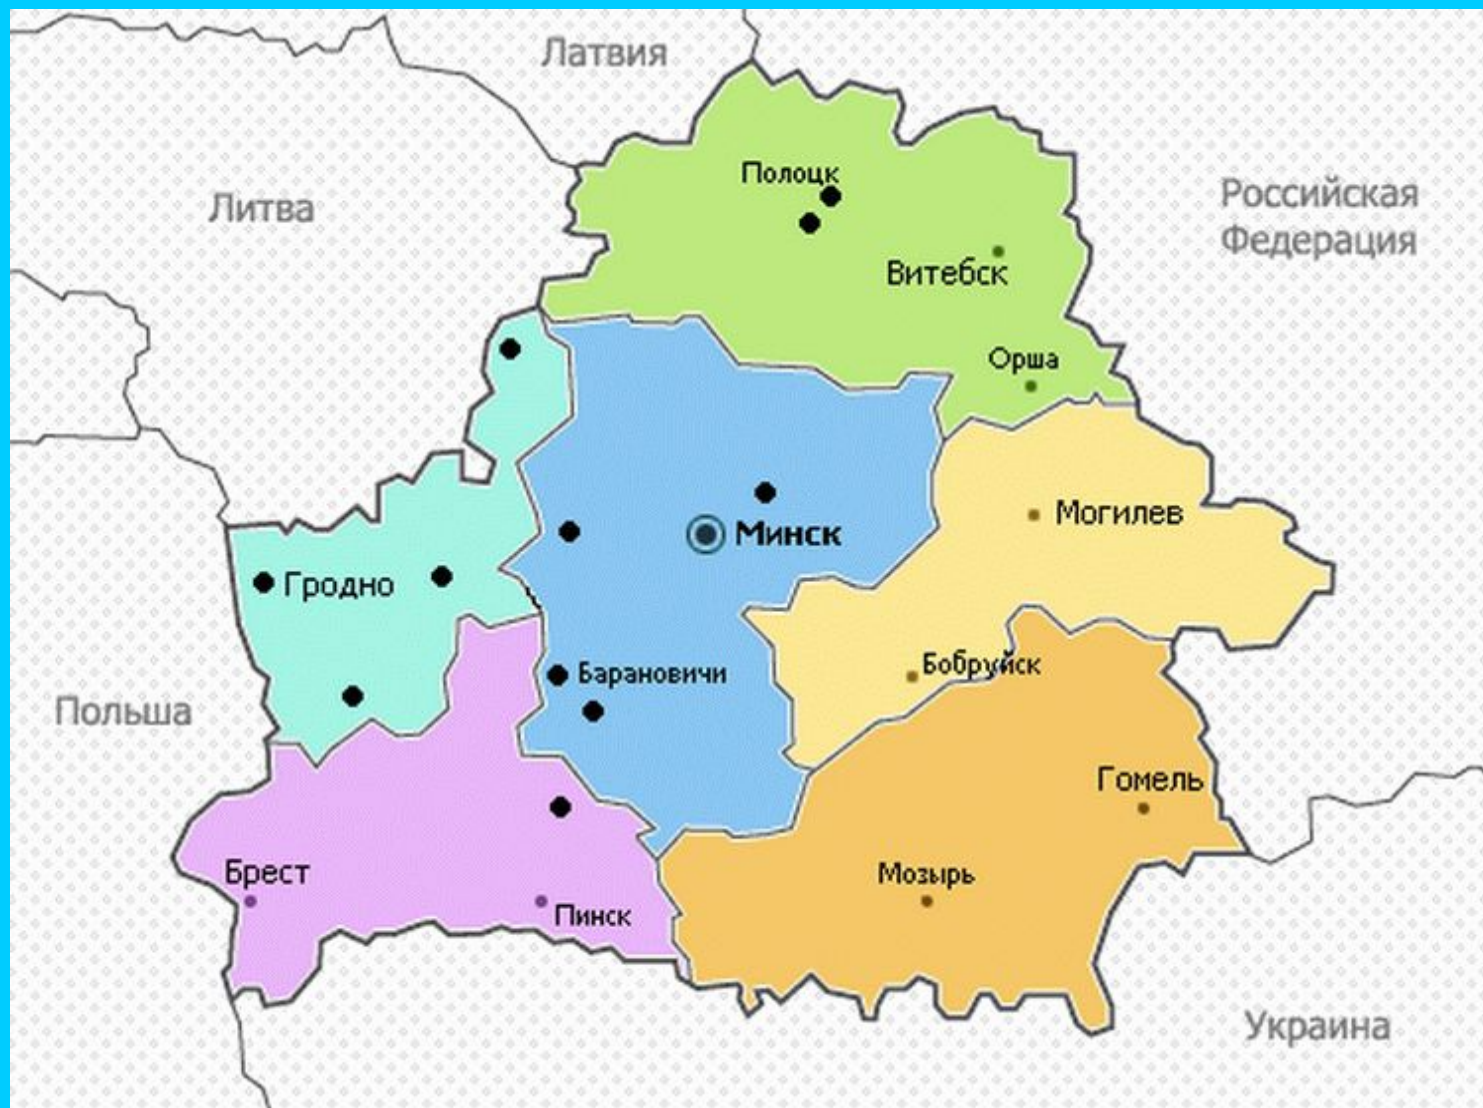 Латвия
Полоцк
Литва
Российская
Федерация
Витебск
Орша
Могилев
Минск
Гродно
Бобруйск
Барановичи
Польша
Гомель
Брест
Мозырь
Пинск
Украина